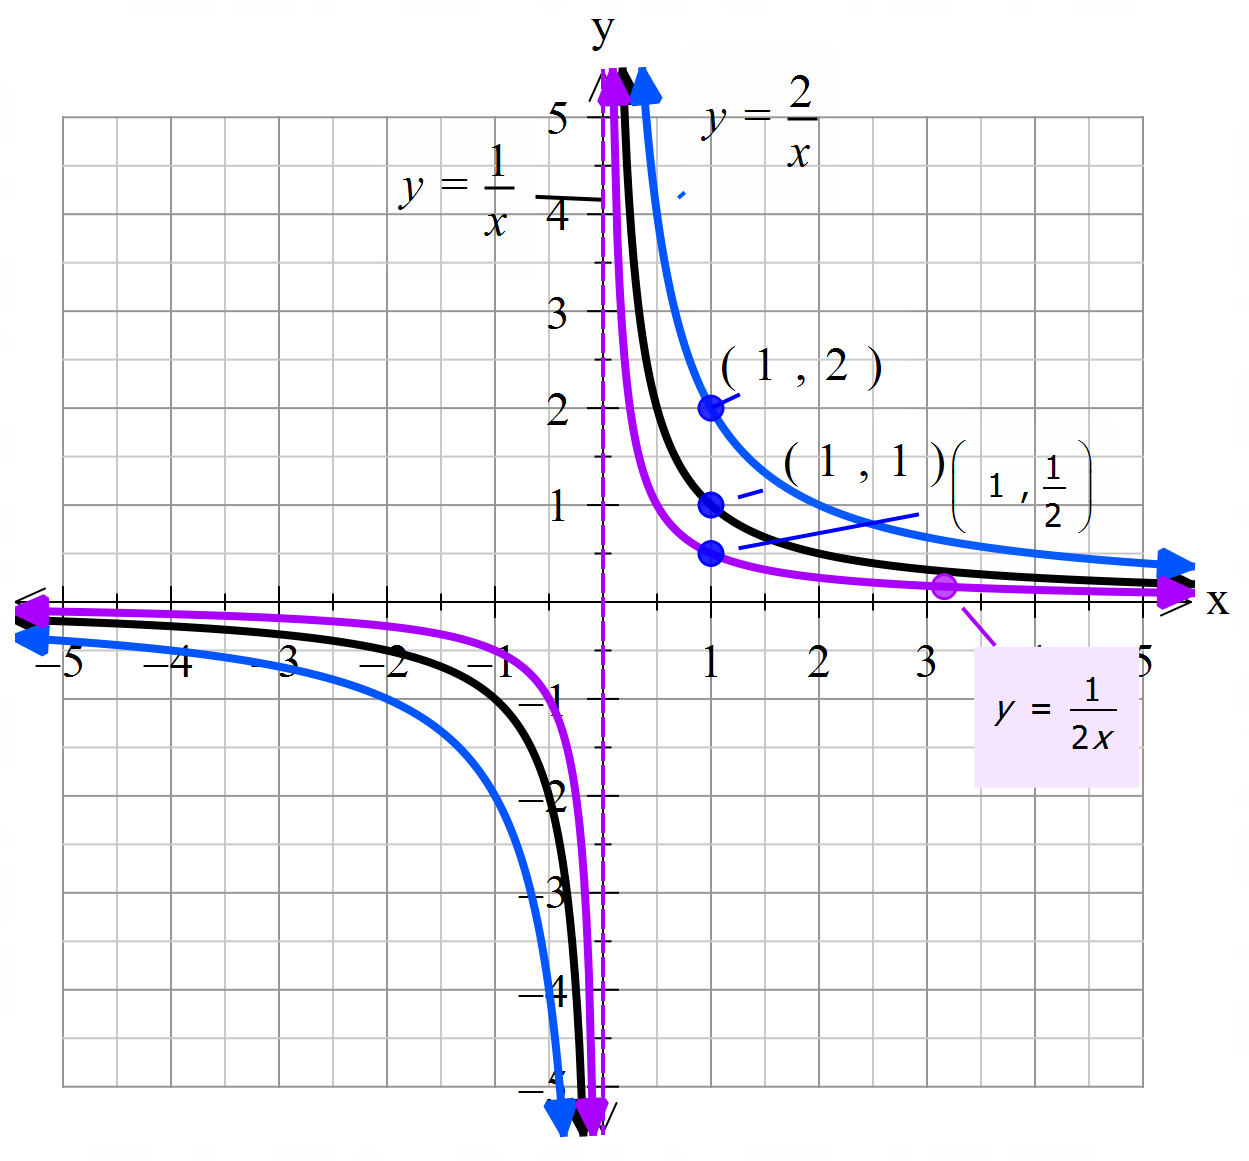 y
y = 2/x
5
y = 1/x
4
3
( 1 , 2 )
2
( 1 , 1 )
( 1 , 1/2 )
1
x
−5 −4 −3 −2 −1 1 2 3 5
−1
y = 1/2x
−2
−3
−4
−5